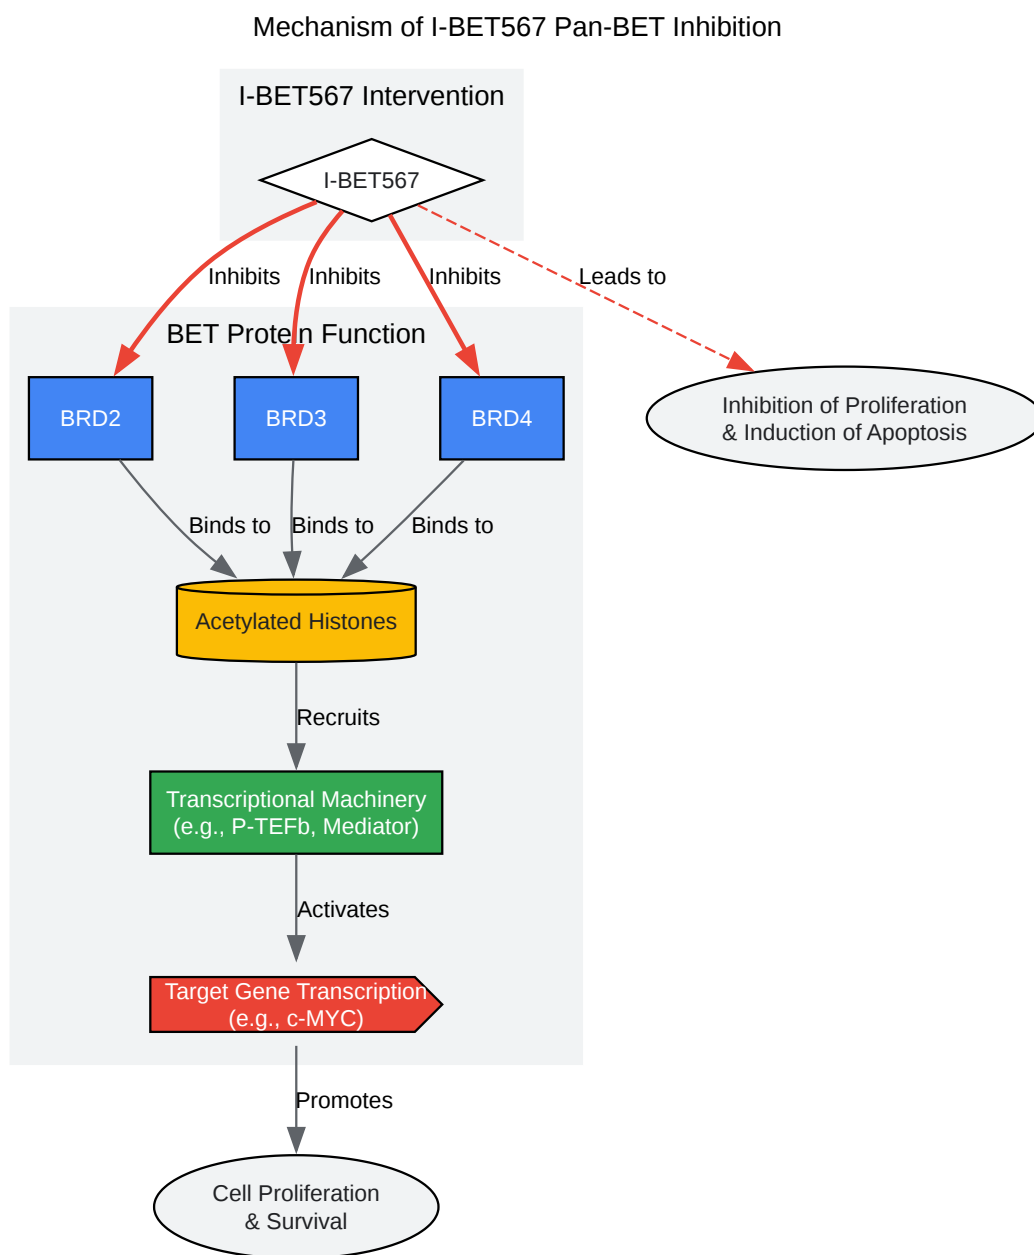 Mechanism of I-BET567 Pan-BET Inhibition
I-BET567 Intervention
I-BET567
Inhibits
Inhibits
Inhibits
Leads to
BET Protein Function
BRD2
BRD3
BRD4
Inhibition of Proliferation
& Induction of Apoptosis
Binds to
Binds to
Binds to
Acetylated Histones
Recruits
Transcriptional Machinery
(e.g., P-TEFb, Mediator)
Activates
Target Gene Transcription
(e.g., c-MYC)
Promotes
Cell Proliferation
& Survival